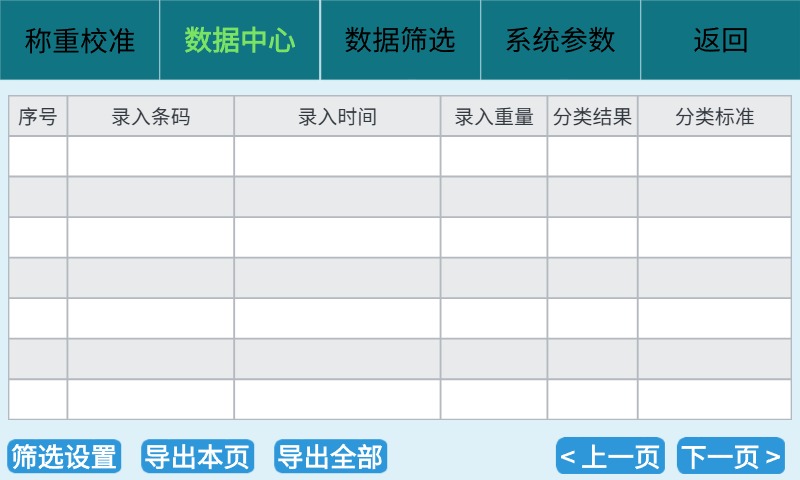 称重校准 数据中心 数据筛选 系统参数 返回
序号 录入条码 录入时间 录入重量 分类结果 分类标准
筛选设置 导出本页 导出全部 < 上一页 下一页 >